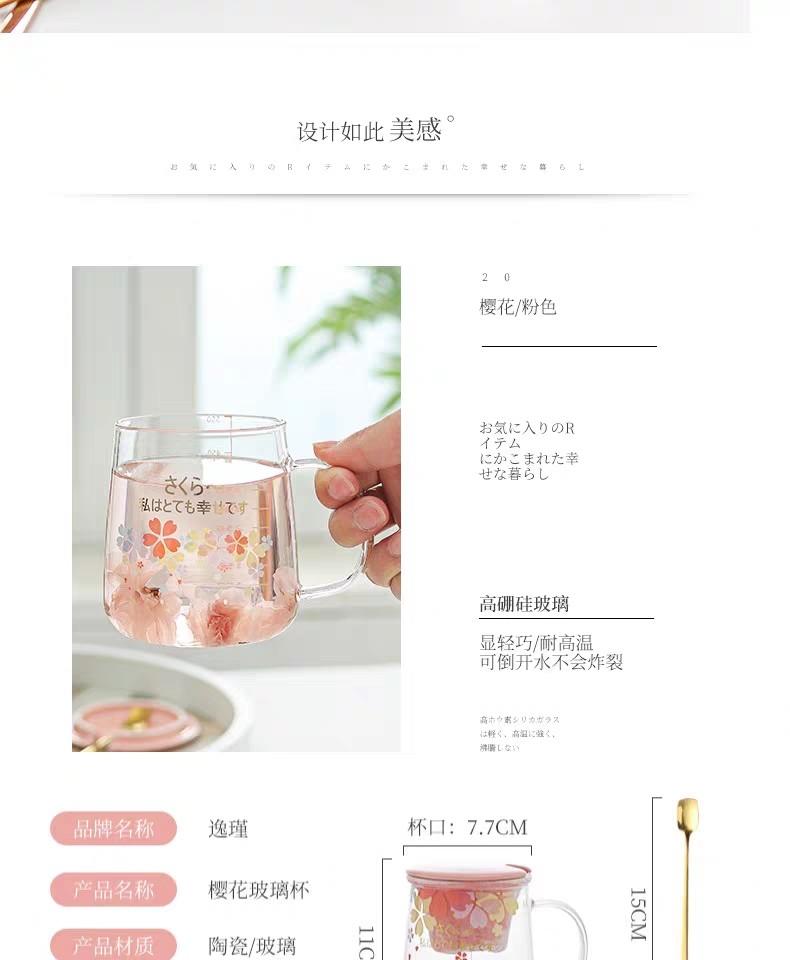 设计如此 美感°
お気に入りのRイテムにかこまれた幸せな暮らし
20
樱花/粉色
520
420
さくら
私はとても幸せです
お気に入りのR
イテム
にかこまれた幸
せな暮らし
高硼硅玻璃
显轻巧/耐高温
可倒开水不会炸裂
高ホウ素シリカガラス
は軽く、高温に強く、
沸騰しない
品牌名称 逸瑾
产品名称 樱花玻璃杯
产品材质 陶瓷/玻璃
杯口：7.7CM
さくら
15CM
11C